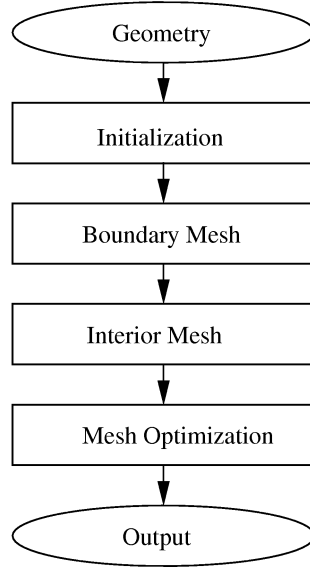 Geometry
Initialization
Boundary Mesh
Interior Mesh
Mesh Optimization
Output